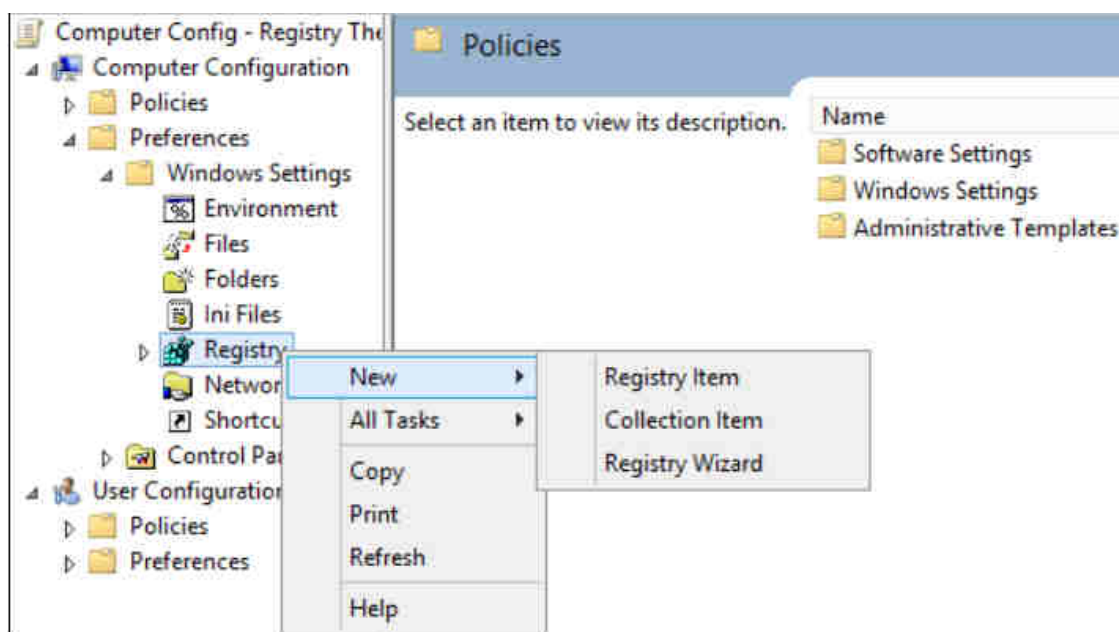 Computer Config - Registry The
Computer Configuration
Policies
Preferences
Windows Settings
Environment
Files
Folders
Ini Files
Registry
Networ
Shortcu
Control Pa
User Configuration
Policies
Preferences
New
All Tasks
Copy
Print
Refresh
Help
Registry Item
Collection Item
Registry Wizard
Policies
Select an item to view its description.
Name
Software Settings
Windows Settings
Administrative Templates